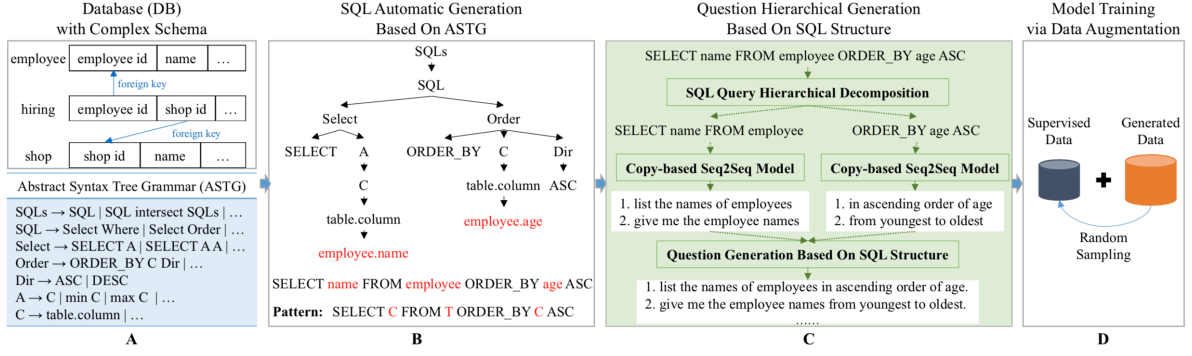 Database (DB)
with Complex Schema
employee
employee id
name
…
foreign key
hiring
employee id
shop id
…
foreign key
shop
shop id
name
…
Abstract Syntax Tree Grammar (ASTG)
SQLs → SQL | SQL intersect SQLs | …
SQL → Select Where | Select Order | …
Select → SELECT A | SELECT A A | …
Order → ORDER_BY C Dir | …
Dir → ASC | DESC
A → C | min C | max C | …
C → table.column | …
A
SQL Automatic Generation
Based On ASTG
SQLs
SQL
Select
Order
SELECT
A
ORDER_BY
C
Dir
C
table.column
ASC
table.column
employee.age
employee.name
SELECT name FROM employee ORDER_BY age ASC
Pattern: SELECT C FROM T ORDER_BY C ASC
B
Question Hierarchical Generation
Based On SQL Structure
SELECT name FROM employee ORDER_BY age ASC
SQL Query Hierarchical Decomposition
SELECT name FROM employee
ORDER_BY age ASC
Copy-based Seq2Seq Model
Copy-based Seq2Seq Model
1. list the names of employees
2. give me the employee names
1. in ascending order of age
2. from youngest to oldest
Question Generation Based On SQL Structure
1. list the names of employees in ascending order of age.
2. give me the employee names from youngest to oldest.
……
C
Model Training
via Data Augmentation
Supervised
Data
Generated
Data
Random
Sampling
D